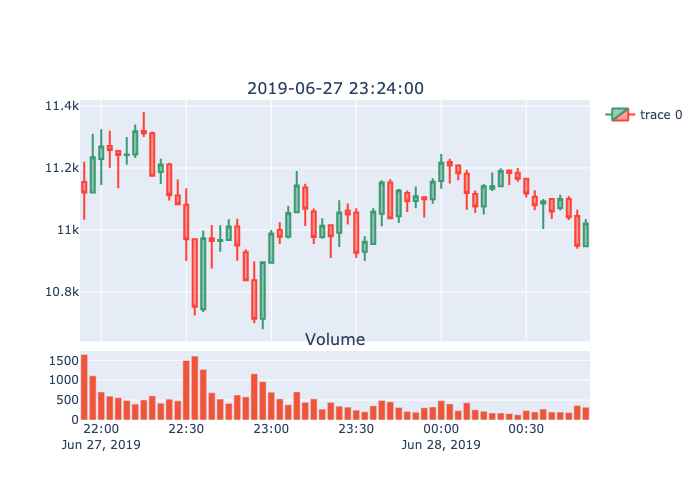 2019-06-27 23:24:00
11.4k
11.2k
11k
10.8k
trace 0
Volume
1500
1000
500
0
22:00 22:30 23:00 23:30 00:00 00:30
Jun 27, 2019 Jun 28, 2019